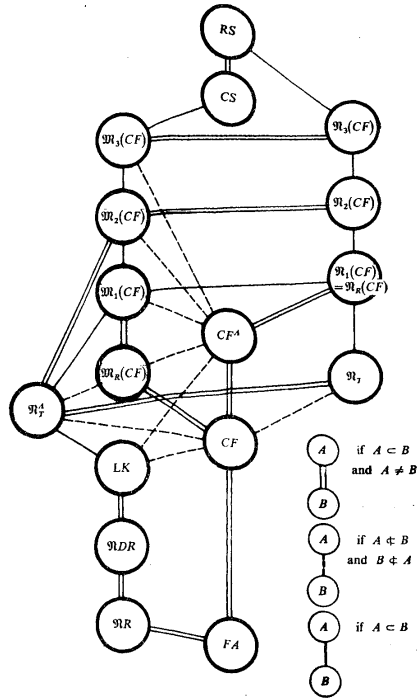 RS
CS
𝔐₃(CF)
𝔑₃(CF)
𝔐₂(CF)
𝔑₂(CF)
𝔐₁(CF)
𝔑₁(CF)
=𝔑_R(CF)
CF^A
𝔐_R(CF)
𝔑_T
𝔑_T^A
CF
LK
𝔑DR
𝔑R
FA
A
if A ⊂ B
and A ≠ B
B
A
if A ⊄ B
and B ⊄ A
B
A
if A ⊂ B
B